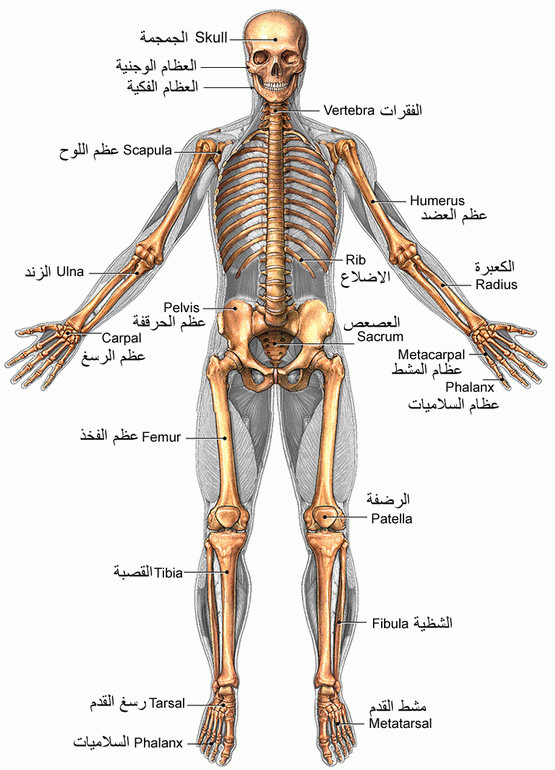 الجمجمة Skull
العظام الوجنية
العظام الفكية
Vertebra الفقرات
عظم اللوح Scapula
Humerus
عظم العضد
الزند Ulna
Rib
الاضلاع
الكعبرة
Radius
Pelvis
عظم الحرقفة
العصعص
Sacrum
Carpal
عظم الرسغ
Metacarpal
عظام المشط
Phalanx
عظام السلاميات
عظم الفخذ Femur
الرضفة
Patella
القصبة Tibia
Fibula الشظية
رسغ القدم Tarsal
مشط القدم
Metatarsal
السلاميات Phalanx